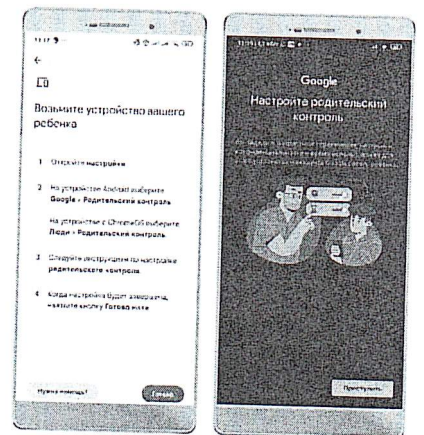 Возьмите устройство вашего
ребенка
1 Откройте настройки
2 На устройстве Android выберите
Google > Родительский контроль
На устройстве с ChromeOS выберите
Люди > Родительский контроль
3 Следуйте инструкциям по настройке
родительского контроля
4 Когда настройка будет завершена,
нажмите кнопку Готово ниже
Нужна помощь?
Готово
Google
Настройте родительский
контроль
Приступить